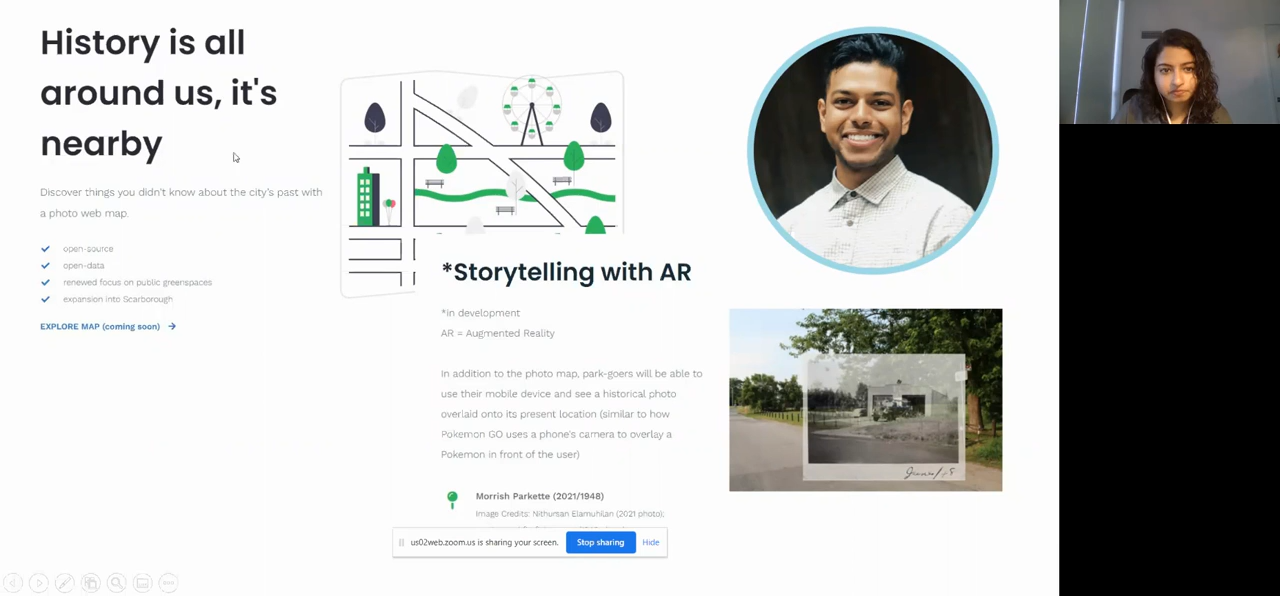 History is all
around us, it's
nearby
Discover things you didn't know about the city's past with
a photo web map.
open-source
open-data
renewed focus on public greenspaces
expansion into Scarborough
EXPLORE MAP (coming soon) →
*Storytelling with AR
*in development
AR = Augmented Reality
In addition to the photo map, park-goers will be able to
use their mobile device and see a historical photo
overlaid onto its present location (similar to how
Pokemon GO uses a phone's camera to overlay a
Pokemon in front of the user)
Morrish Parkette (2021/1948)
Image Credits: Nithursan Elamuhilan (2021 photo);
us02web.zoom.us is sharing your screen.
Stop sharing
Hide